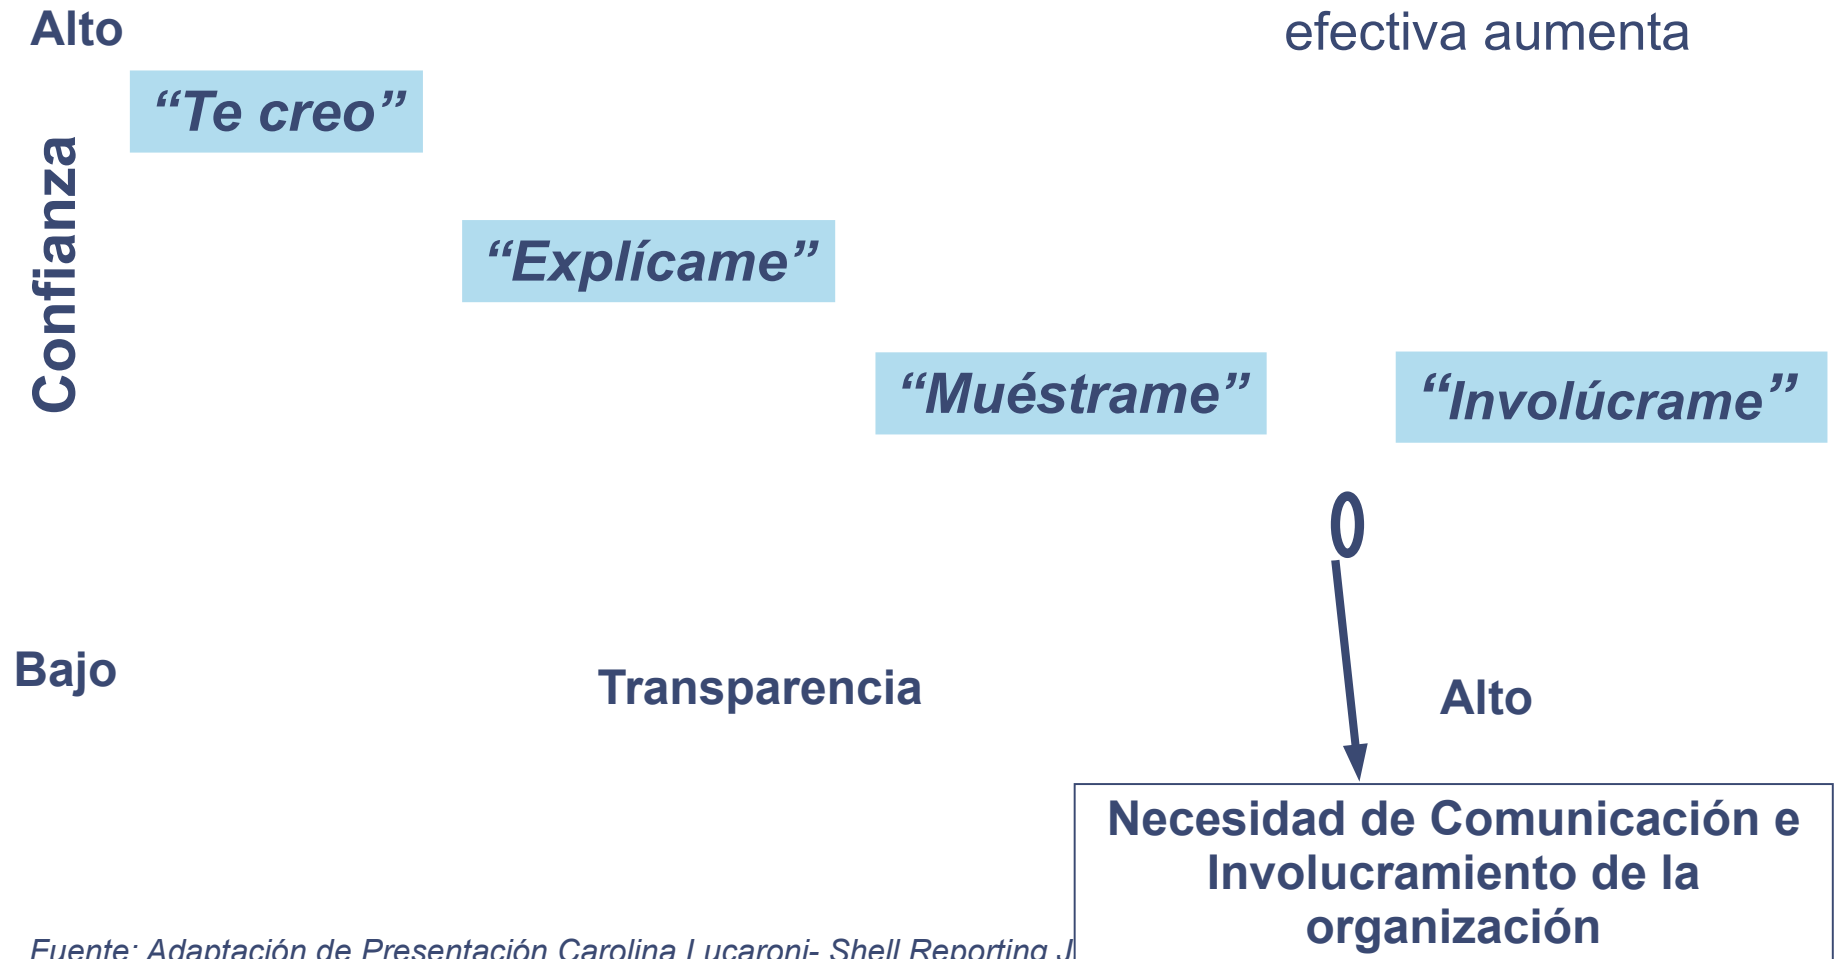 Alto
efectiva aumenta
“Te creo”
Confianza
“Explícame”
“Muéstrame”
“Involúcrame”
Bajo
Transparencia
Alto
Necesidad de Comunicación e
Involucramiento de la
organización
Fuente: Adaptación de Presentación Carolina Lucaroni- Shell Reporting J